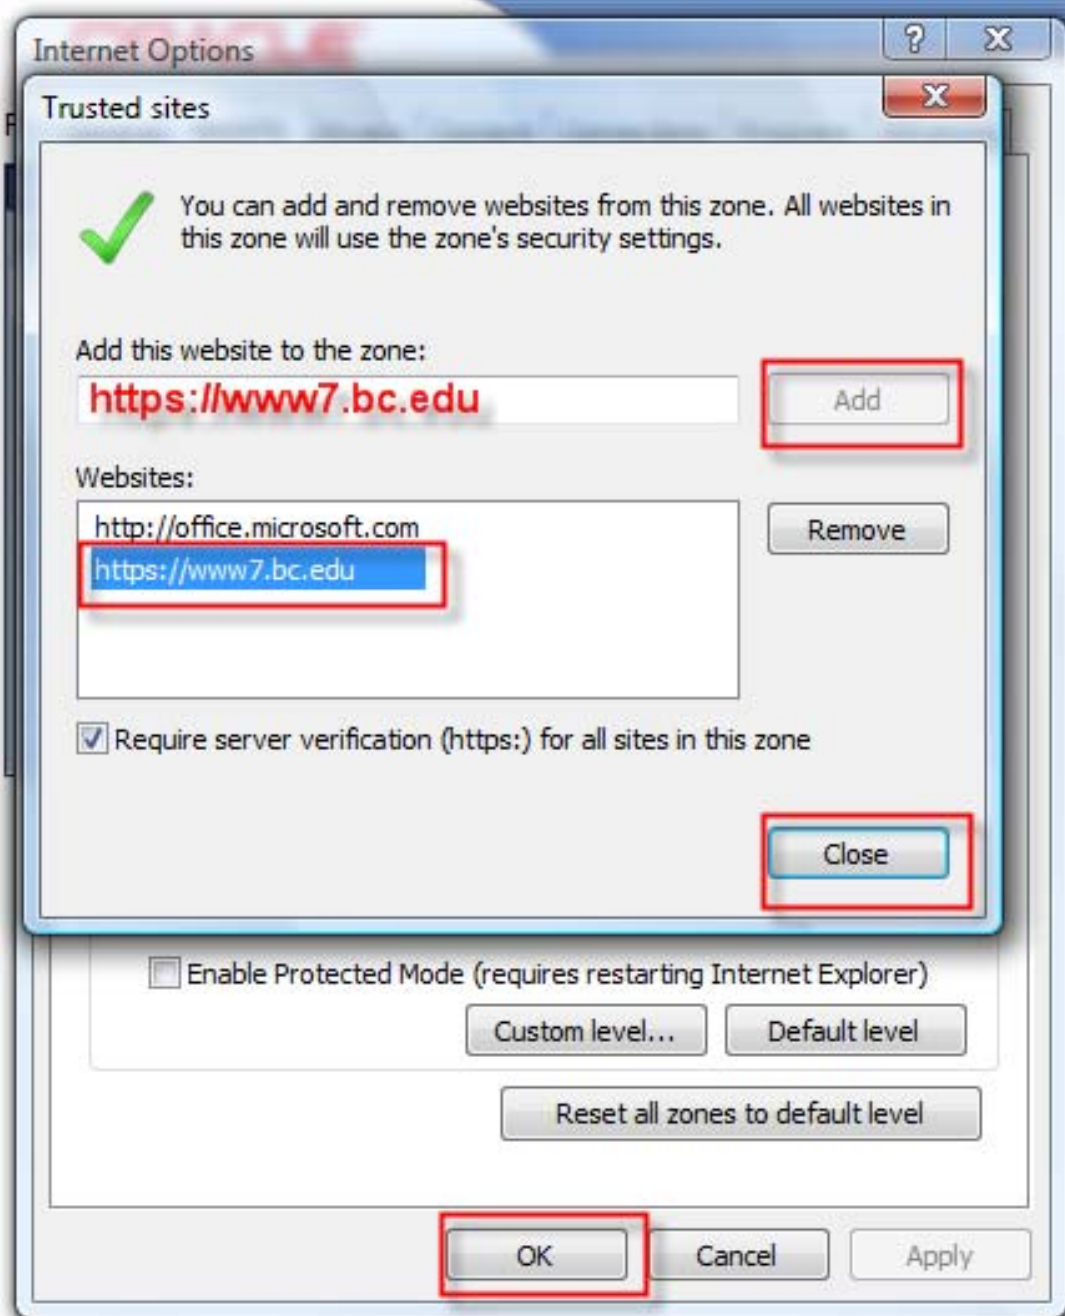 ORACLE
Internet Options
Trusted sites
You can add and remove websites from this zone. All websites in
this zone will use the zone's security settings.
Add this website to the zone:
https://www7.bc.edu
Add
Websites:
http://office.microsoft.com
https://www7.bc.edu
Remove
Require server verification (https:) for all sites in this zone
Close
Enable Protected Mode (requires restarting Internet Explorer)
Custom level...
Default level
Reset all zones to default level
OK
Cancel
Apply